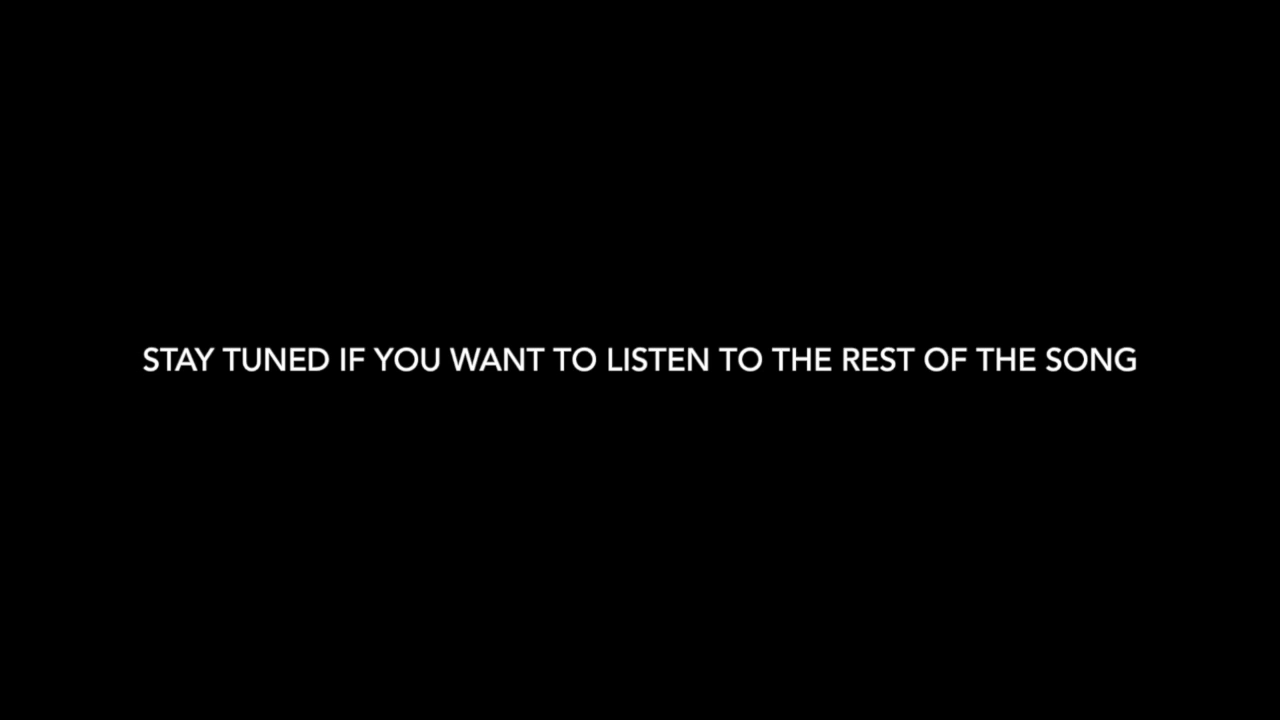 STAY TUNED IF YOU WANT TO LISTEN TO THE REST OF THE SONG